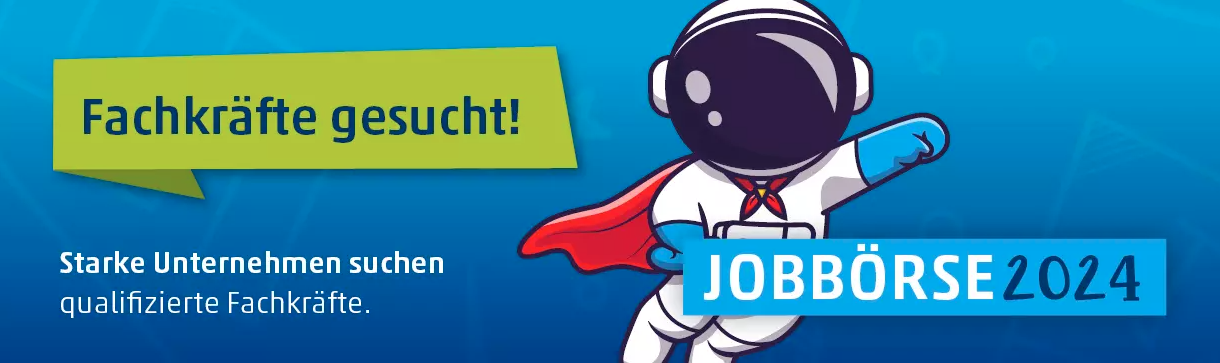 Fachkräfte gesucht!
Starke Unternehmen suchen
qualifizierte Fachkräfte.
JOBBÖRSE 2024